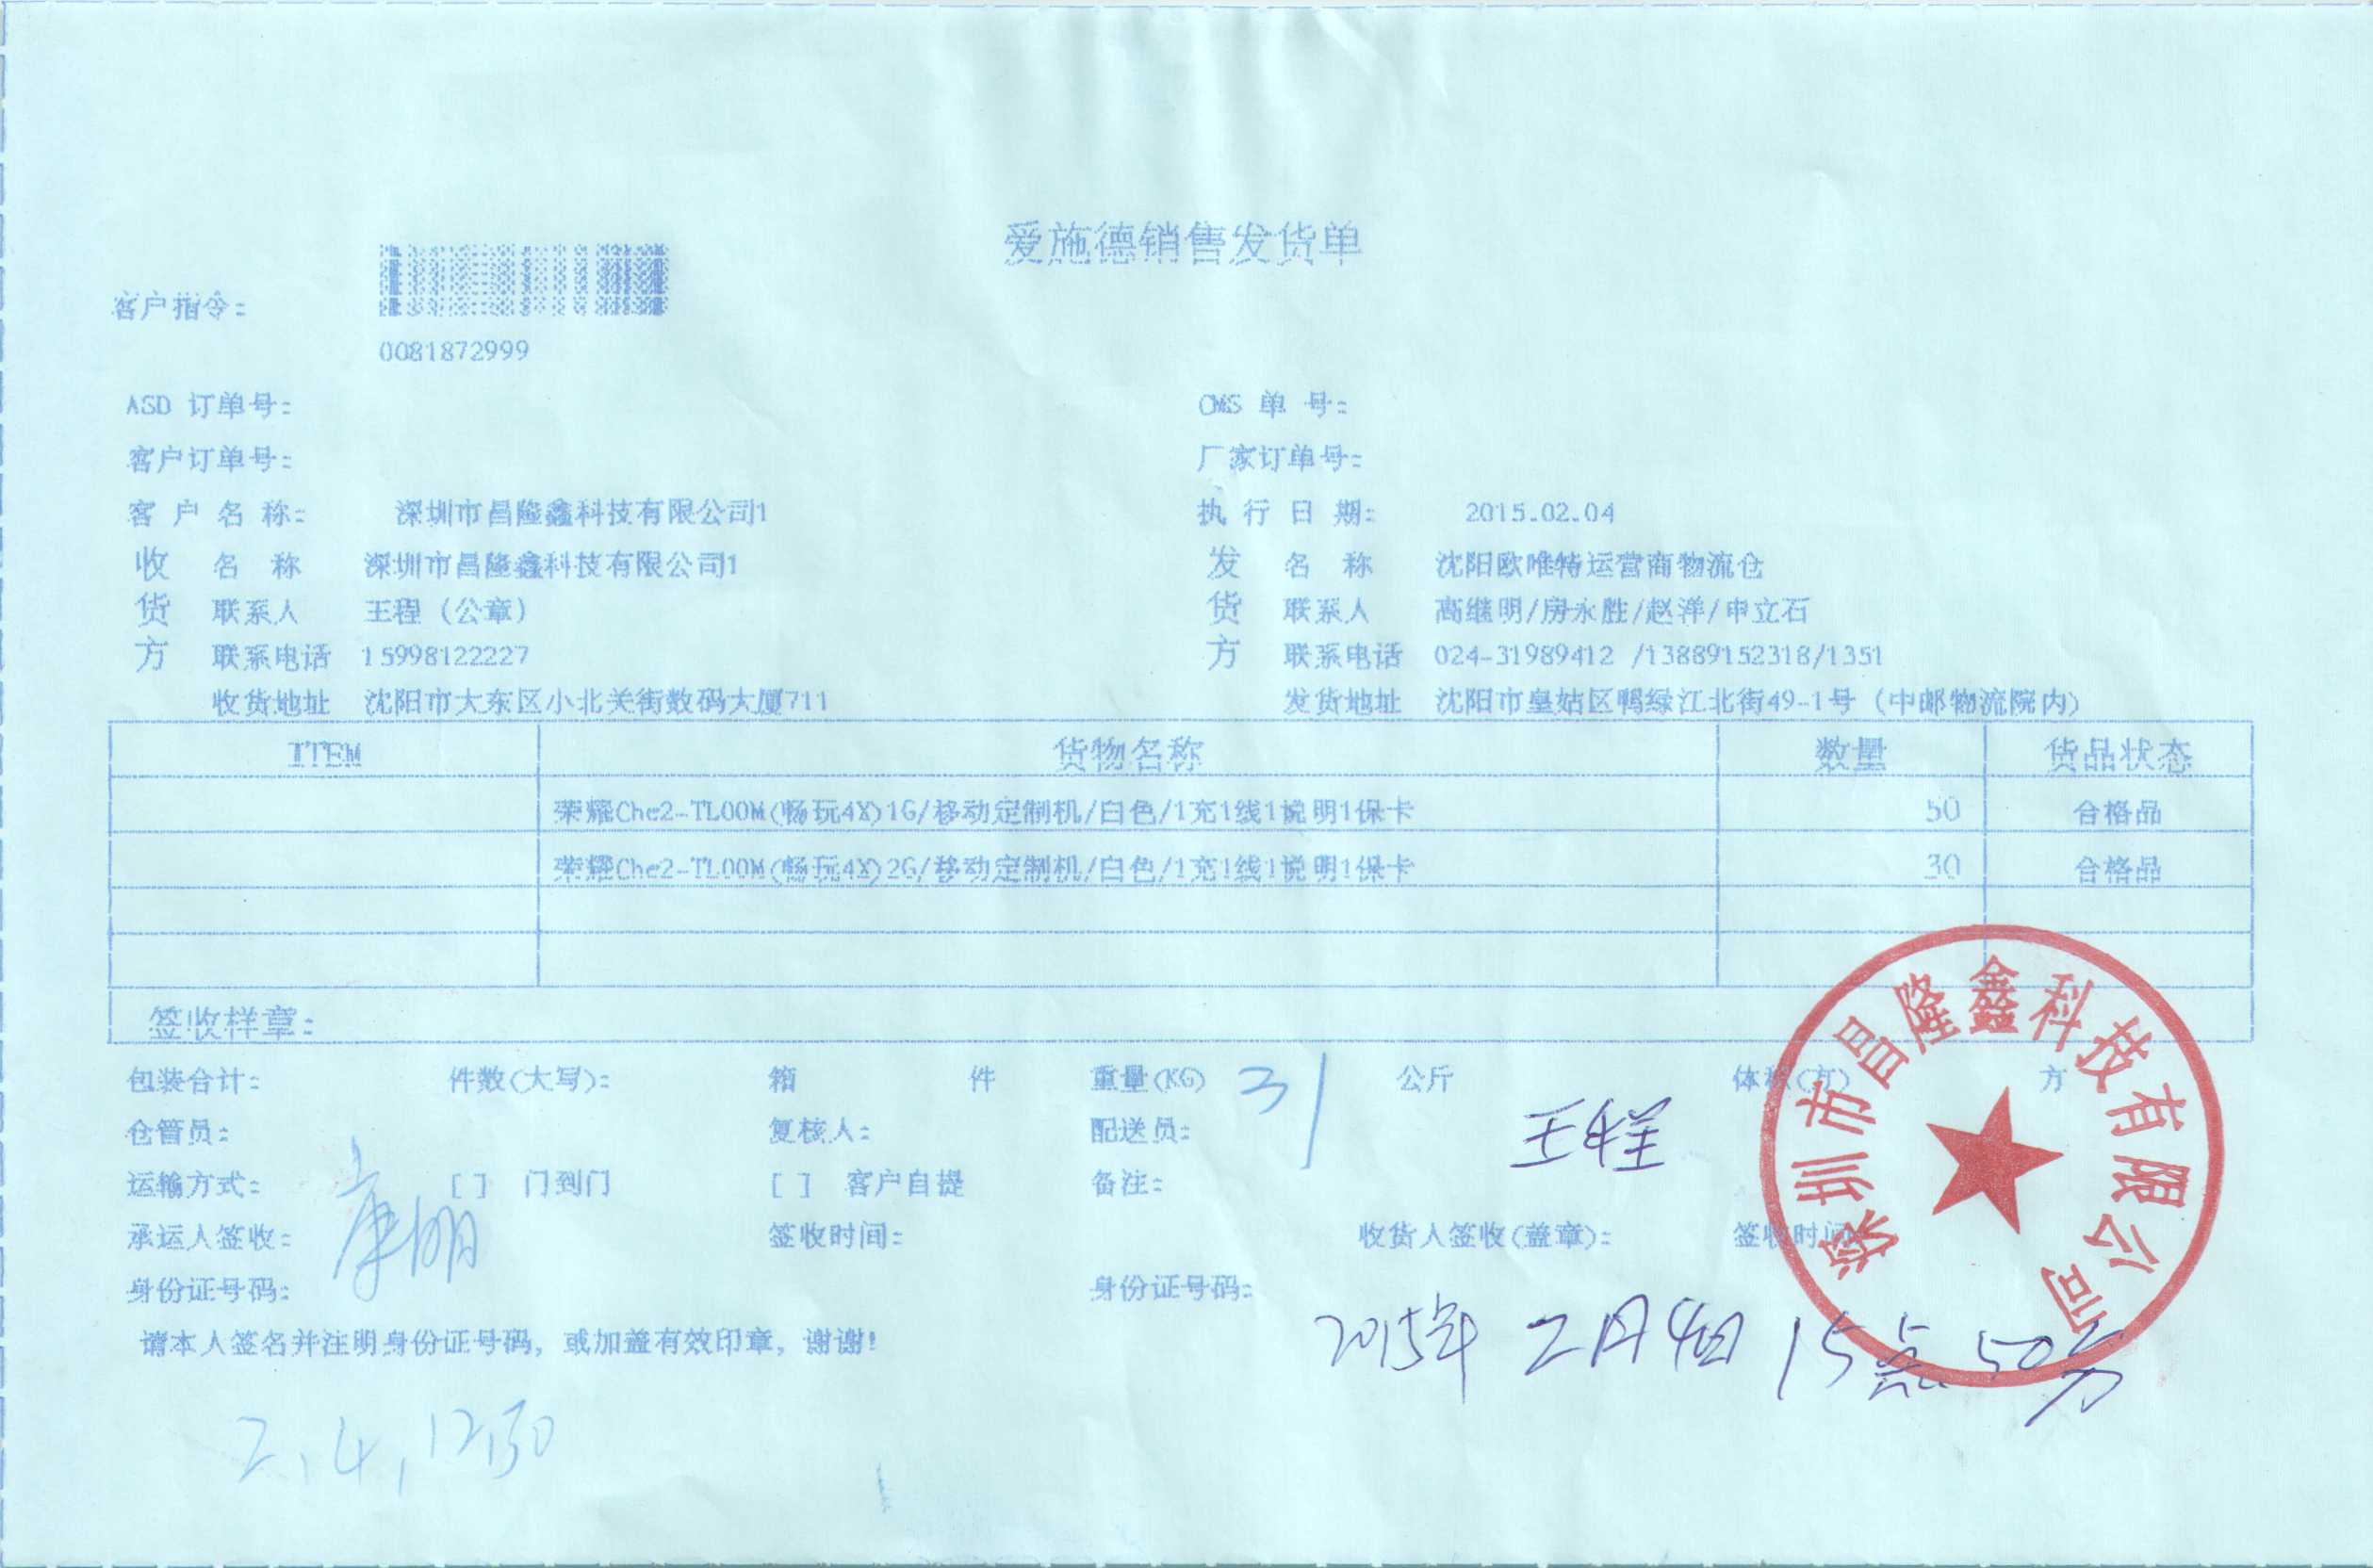 爱施德销售发货单
客户指令:
0081872999
ASD 订单号: OMS 单 号:
客户订单号: 厂家订单号:
客 户 名 称: 深圳市昌隆鑫科技有限公司1 执 行 日 期: 2015.02.04
收 名 称 深圳市昌隆鑫科技有限公司1 发 名 称 沈阳欧唯特运营商物流仓
货 联系人 王程 (公章) 货 联系人 高继明/房永胜/赵洋/申立石
方 联系电话 15998122227 方 联系电话 024-31989412 /13889152318/1351
收货地址 沈阳市大东区小北关街数码大厦711 发货地址 沈阳市皇姑区鸭绿江北街49-1号 (中邮物流院内)
ITEM 货物名称 数量 货品状态
荣耀Che2-TL00M(畅玩4X)1G/移动定制机/白色/1充1线1说明1保卡 50 合格品
荣耀Che2-TL00M(畅玩4X)2G/移动定制机/白色/1充1线1说明1保卡 30 合格品
签收样章:
包装合计: 件数(大写): 箱 件 重量(KG) 31 公斤 体积(方) 方
仓管员: 复核人: 配送员: 王程
运输方式: [ ] 门到门 [ ] 客户自提 备注:
承运人签收: 签收时间: 收货人签收(盖章): 签收时间
身份证号码: 身份证号码:
2015年 2月4日 15点50分
请本人签名并注明身份证号码, 或加盖有效印章, 谢谢!
2.4,12,50
深圳市昌隆鑫科技有限公司